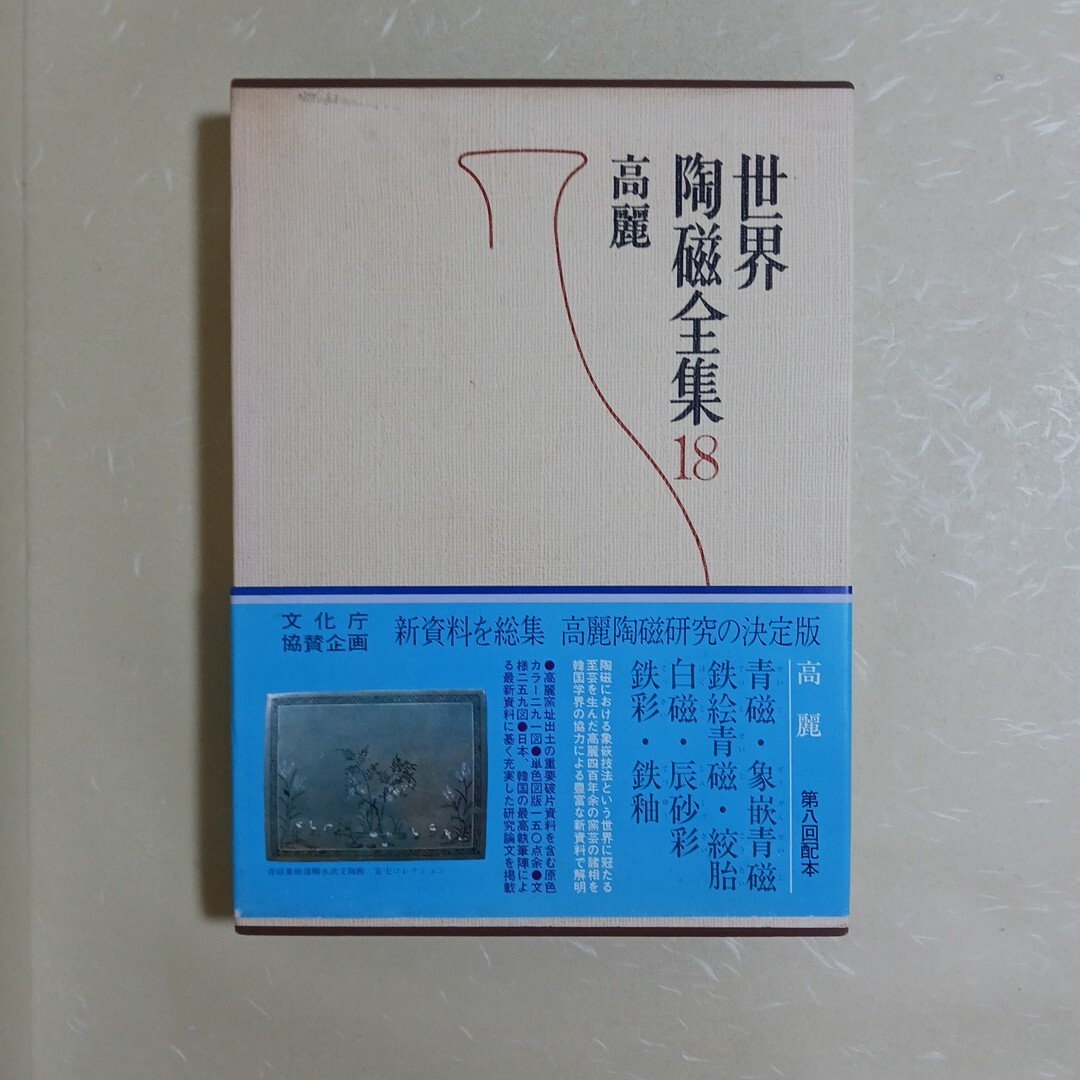 世界
陶磁全集18
高麗
文化庁
協賛企画
新資料を総集 高麗陶磁研究の決定版
高麗 第八回配本
青磁・象嵌青磁
鉄絵青磁・絞胎
白磁・辰砂彩
鉄彩・鉄釉
陶磁における象嵌技法という世界に冠たる
至芸を生んだ高麗四百年余の窯芸の諸相を
韓国学界の協力による豊富な新資料で解明
●高麗窯址出土の重要破片資料を含む原色
カラー二九一図●単色図版一五〇点余●文
様二五九図●日本、韓国の最高執筆陣によ
る最新資料に基く充実した研究論文を掲載